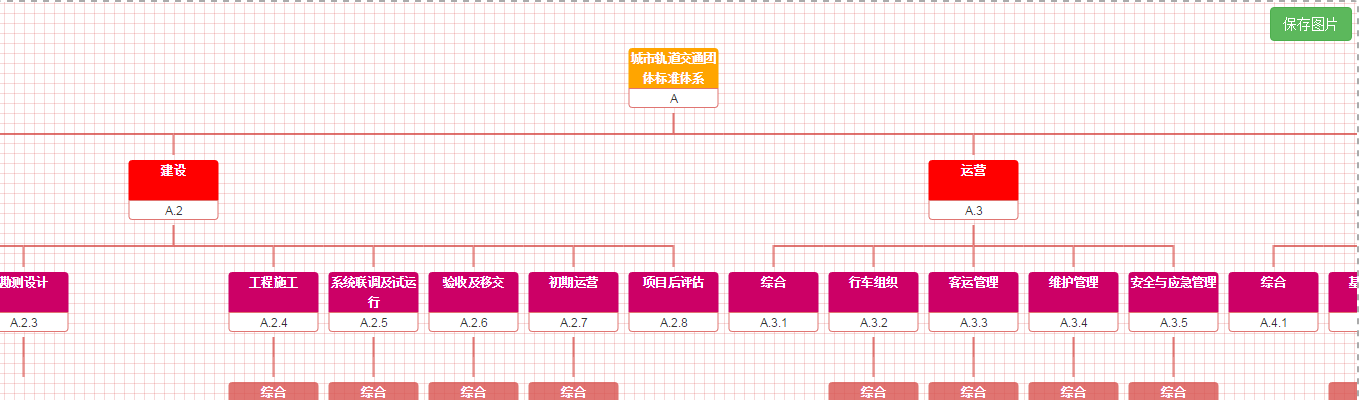 保存图片
城市轨道交通团
体标准体系
A
建设
A.2
运营
A.3
勘测设计
A.2.3
工程施工
A.2.4
系统联调及试运
行
A.2.5
验收及移交
A.2.6
初期运营
A.2.7
项目后评估
A.2.8
综合
A.3.1
行车组织
A.3.2
客运管理
A.3.3
维护管理
A.3.4
安全与应急管理
A.3.5
综合
A.4.1
综合
综合
综合
综合
综合
综合
综合
综合